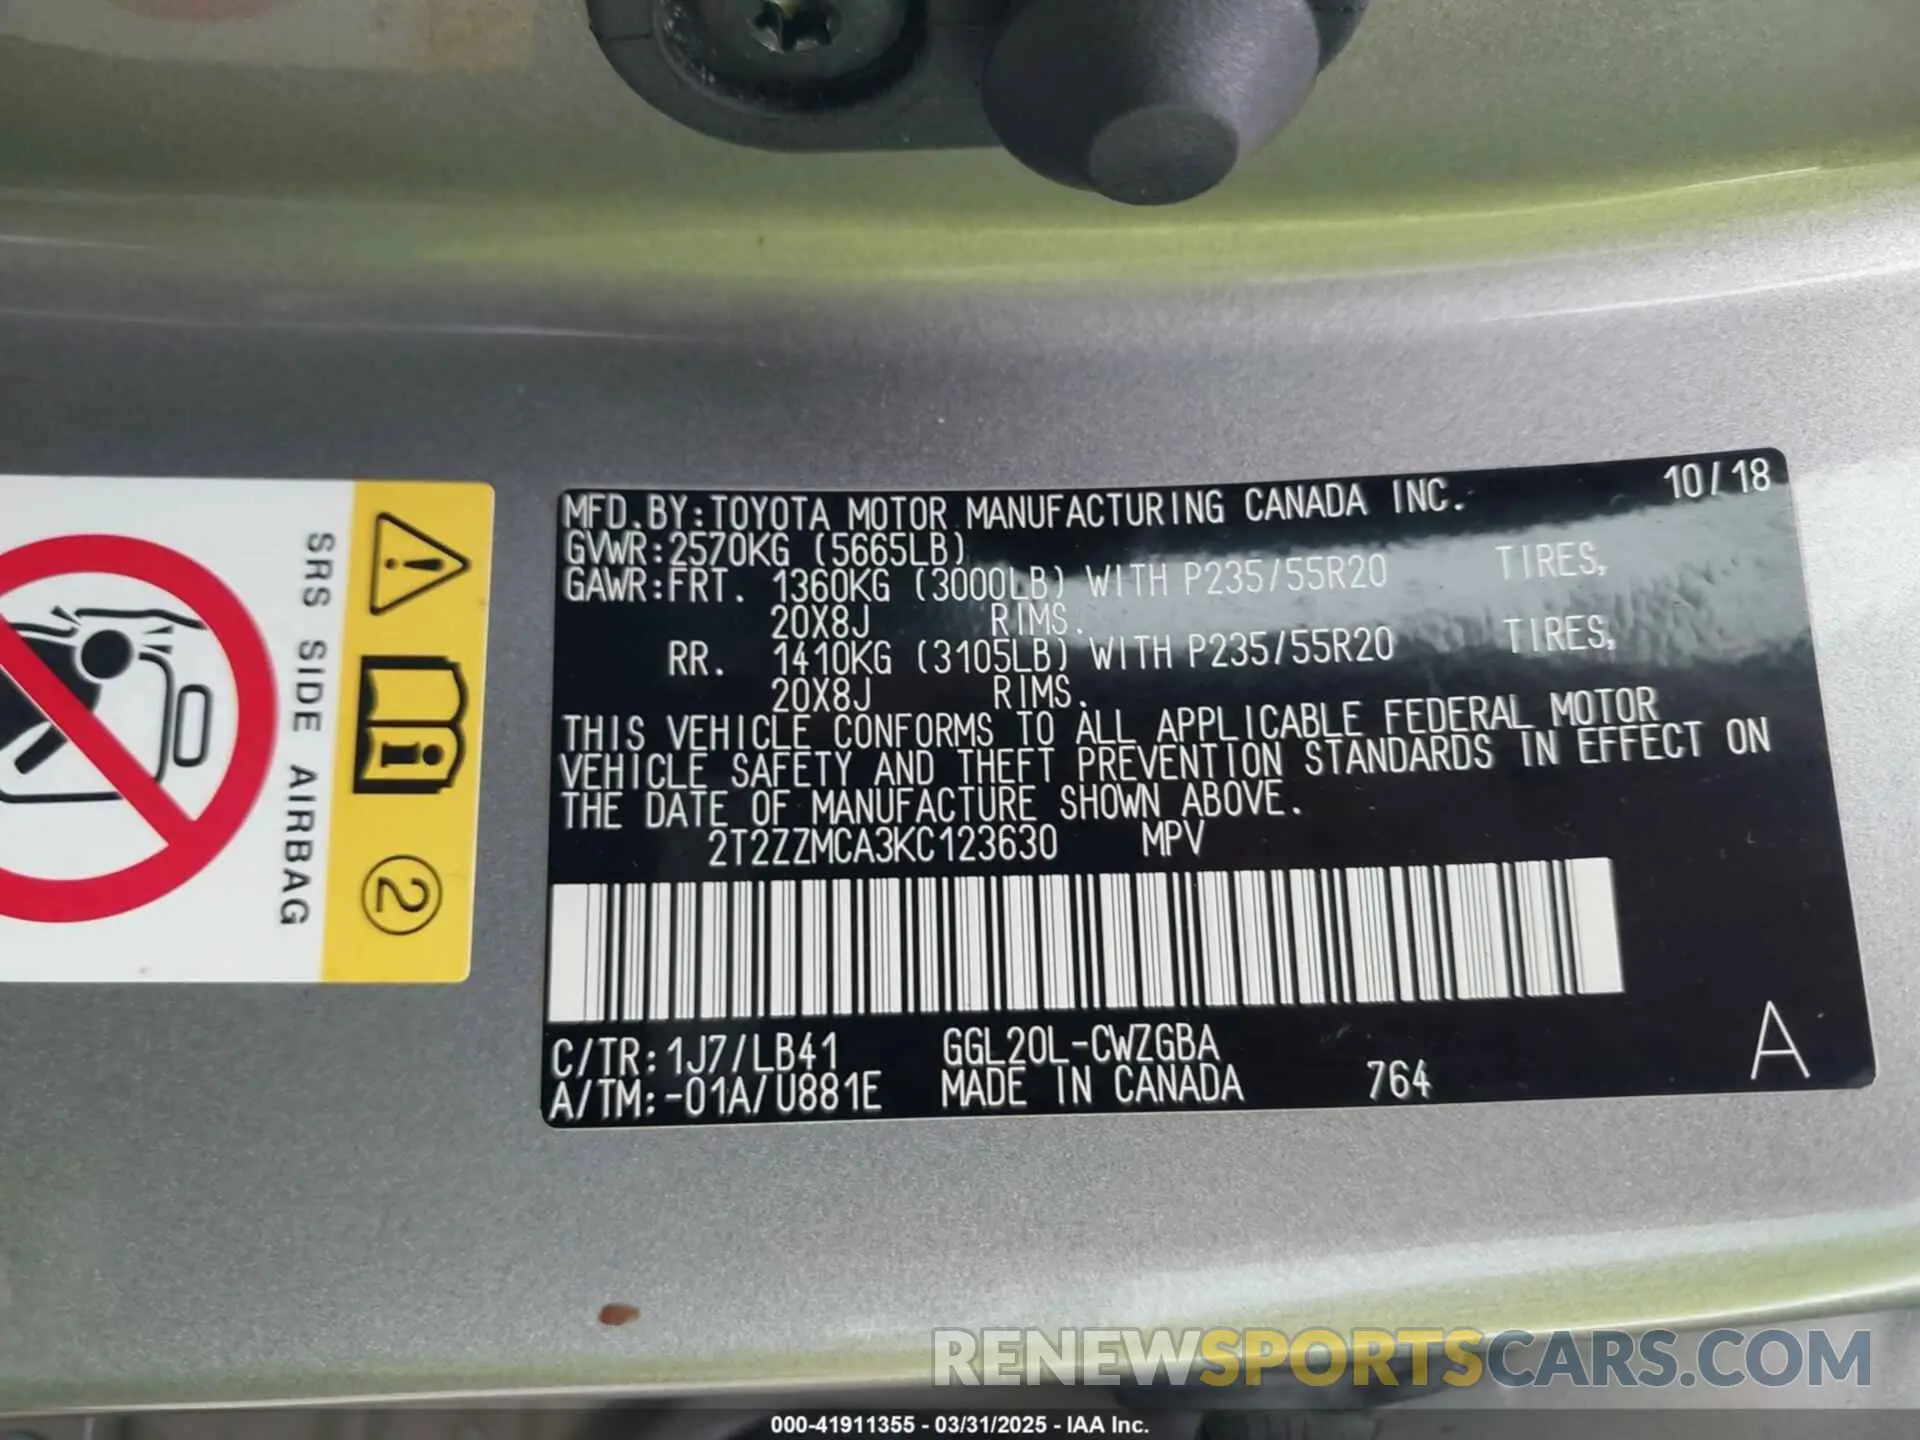 MFD.BY:TOYOTA MOTOR MANUFACTURING CANADA INC. 10/18
GVWR:2570KG (5665LB)
GAWR:FRT. 1360KG (3000LB) WITH P235/55R20 TIRES,
20X8J RIMS.
RR. 1410KG (3105LB) WITH P235/55R20 TIRES,
20X8J RIMS.
THIS VEHICLE CONFORMS TO ALL APPLICABLE FEDERAL MOTOR
VEHICLE SAFETY AND THEFT PREVENTION STANDARDS IN EFFECT ON
THE DATE OF MANUFACTURE SHOWN ABOVE.
2T2ZZMCA3KC123630 MPV
C/TR:1J7/LB41 GGL20L-CWZGBA
A/TM:-01A/U881E MADE IN CANADA 764 A
SRS SIDE AIRBAG
2
RENEWSPORTSCARS.COM
000-41911355 - 03/31/2025 - IAA Inc.